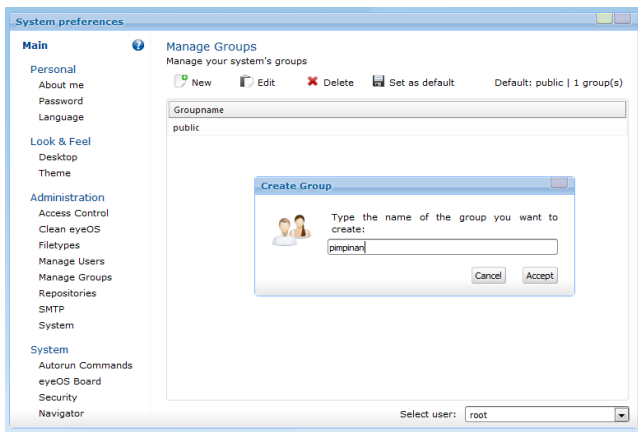 System preferences
Main
Personal
About me
Password
Language
Look & Feel
Desktop
Theme
Administration
Access Control
Clean eyeOS
Filetypes
Manage Users
Manage Groups
Repositories
SMTP
System
System
Autorun Commands
eyeOS Board
Security
Navigator
Manage Groups
Manage your system's groups
New Edit Delete Set as default Default: public | 1 group(s)
Groupname
public
Create Group
Type the name of the group you want to
create:
pimpinan
Cancel Accept
Select user: root